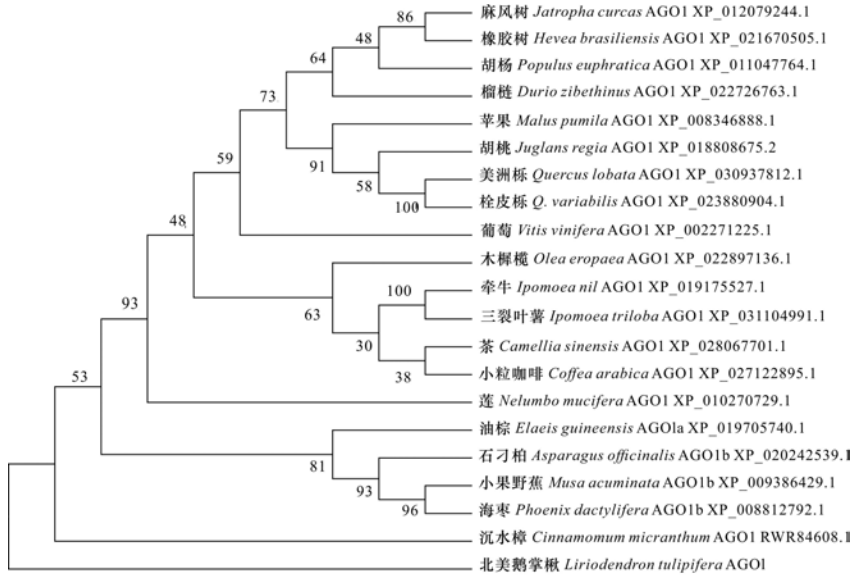 麻风树 Jatropha curcas AGO1 XP_012079244.1
橡胶树 Hevea brasiliensis AGO1 XP_021670505.1
胡杨 Populus euphratica AGO1 XP_011047764.1
榴梿 Durio zibethinus AGO1 XP_022726763.1
苹果 Malus pumila AGO1 XP_008346888.1
胡桃 Juglans regia AGO1 XP_018808675.2
美洲栎 Quercus lobata AGO1 XP_030937812.1
栓皮栎 Q. variabilis AGO1 XP_023880904.1
葡萄 Vitis vinifera AGO1 XP_002271225.1
木樨榄 Olea eropaea AGO1 XP_022897136.1
牵牛 Ipomoea nil AGO1 XP_019175527.1
三裂叶薯 Ipomoea triloba AGO1 XP_031104991.1
茶 Camellia sinensis AGO1 XP_028067701.1
小粒咖啡 Coffea arabica AGO1 XP_027122895.1
莲 Nelumbo mucifera AGO1 XP_010270729.1
油棕 Elaeis guineensis AGOla XP_019705740.1
石刁柏 Asparagus officinalis AGO1b XP_020242539.1
小果野蕉 Musa acuminata AGO1b XP_009386429.1
海枣 Phoenix dactylifera AGO1b XP_008812792.1
沉水樟 Cinnamomum micranthum AGO1 RWR84608.1
北美鹅掌楸 Liriodendron tulipifera AGOl
86
48
64
73
91
58
100
59
48
100
63
30
38
93
53
81
93
96